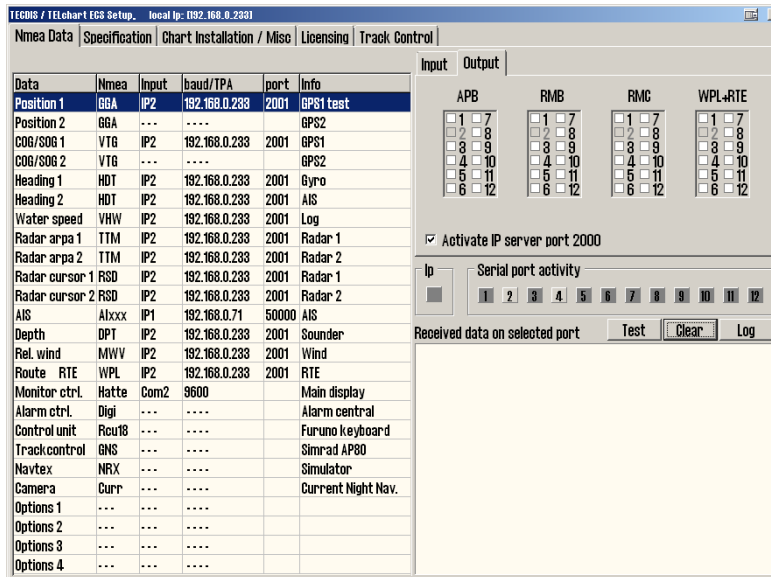 TECDIS / TELchart ECS Setup, local Ip: [192.168.0.233]
Nmea Data Specification Chart Installation / Misc Licensing Track Control
Data Nmea Input baud/TPA port Info
Position 1 GGA IP2 192.168.0.233 2001 GPS1 test
Position 2 GGA --- ---- GPS2
COG/SOG 1 VTG IP2 192.168.0.233 2001 GPS1
COG/SOG 2 VTG --- ---- GPS2
Heading 1 HDT IP2 192.168.0.233 2001 Gyro
Heading 2 HDT IP2 192.168.0.233 2001 AIS
Water speed VHW IP2 192.168.0.233 2001 Log
Radar arpa 1 TTM IP2 192.168.0.233 2001 Radar 1
Radar arpa 2 TTM IP2 192.168.0.233 2001 Radar 2
Radar cursor 1 RSD IP2 192.168.0.233 2001 Radar 1
Radar cursor 2 RSD IP2 192.168.0.233 2001 Radar 2
AIS AIxxx IP1 192.168.0.71 50000 AIS
Depth DPT IP2 192.168.0.233 2001 Sounder
Rel. wind MWV IP2 192.168.0.233 2001 Wind
Route RTE WPL IP2 192.168.0.233 2001 RTE
Monitor ctrl. Hatte Com2 9600 Main display
Alarm ctrl. Digi --- ---- Alarm central
Control unit Rcu18 --- ---- Furuno keyboard
Trackcontrol GNS --- ---- Simrad AP80
Navtex NRX --- ---- Simulator
Camera Curr --- ---- Current Night Nav.
Options 1 --- --- ----
Options 2 --- --- ----
Options 3 --- --- ----
Options 4 --- --- ----
Input Output
APB RMB RMC WPL+RTE
1 7 1 7 1 7 1 7
2 8 2 8 2 8 2 8
3 9 3 9 3 9 3 9
4 10 4 10 4 10 4 10
5 11 5 11 5 11 5 11
6 12 6 12 6 12 6 12
Activate IP server port 2000
Ip Serial port activity
1 2 3 4 5 6 7 8 9 10 11 12
Received data on selected port Test Clear Log